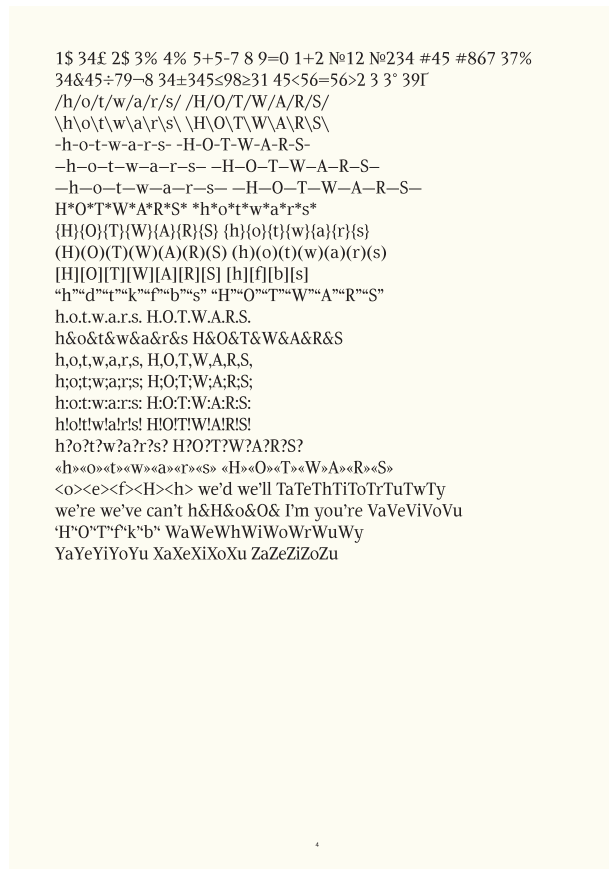 1$ 34£ 2$ 3% 4% 5+5-7 8 9=0 1+2 №12 №234 #45 #867 37%
34&45÷79¬8 34±345≤98≥31 45<56=56>2 3 3° 39Ґ
/h/o/t/w/a/r/s/ /H/O/T/W/A/R/S/
\h\o\t\w\a\r\s\ \H\O\T\W\A\R\S\
-h-o-t-w-a-r-s- -H-O-T-W-A-R-S-
–h–o–t–w–a–r–s– –H–O–T–W–A–R–S–
—h—o—t—w—a—r—s— —H—O—T—W—A—R—S—
H*O*T*W*A*R*S* *h*o*t*w*a*r*s*
{H}{O}{T}{W}{A}{R}{S} {h}{o}{t}{w}{a}{r}{s}
(H)(O)(T)(W)(A)(R)(S) (h)(o)(t)(w)(a)(r)(s)
[H][O][T][W][A][R][S] [h][f][b][s]
“h”“d”“t”“k”“f”“b”“s” “H”“O”“T”“W”“A”“R”“S”
h.o.t.w.a.r.s. H.O.T.W.A.R.S.
h&o&t&w&a&r&s H&O&T&W&A&R&S
h,o,t,w,a,r,s, H,O,T,W,A,R,S,
h;o;t;w;a;r;s; H;O;T;W;A;R;S;
h:o:t:w:a:r:s: H:O:T:W:A:R:S:
h!o!t!w!a!r!s! H!O!T!W!A!R!S!
h?o?t?w?a?r?s? H?O?T?W?A?R?S?
«h»«o»«t»«w»«a»«r»«s» «H»«O»«T»«W»«A»«R»«S»
<o><e><f><H><h> we’d we’ll TaTeThTiToTrTuTwTy
we’re we’ve can’t h&H&o&O& I’m you’re VaVeViVoVu
‘H’‘O’‘T’‘f’‘k’‘b’‘ WaWeWhWiWoWrWuWy
YaYeYiYoYu XaXeXiXoXu ZaZeZiZoZu
4